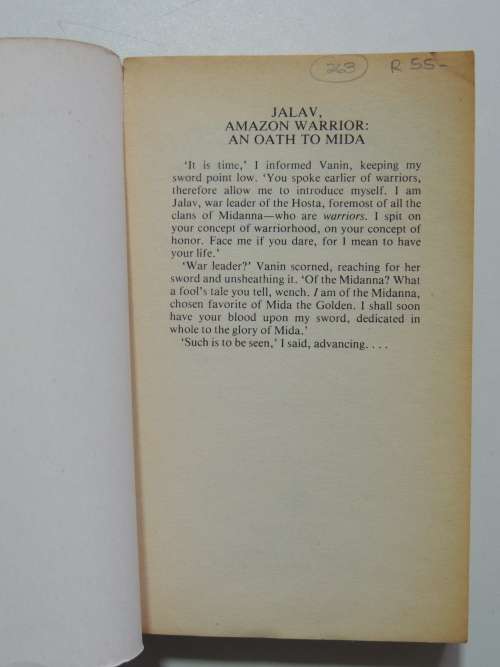 263 R 55-
JALAV,
AMAZON WARRIOR:
AN OATH TO MIDA
‘It is time,’ I informed Vanin, keeping my
sword point low. ‘You spoke earlier of warriors,
therefore allow me to introduce myself. I am
Jalav, war leader of the Hosta, foremost of all the
clans of Midanna—who are warriors. I spit on
your concept of warriorhood, on your concept of
honor. Face me if you dare, for I mean to have
your life.’
‘War leader?’ Vanin scorned, reaching for her
sword and unsheathing it. ‘Of the Midanna? What
a fool's tale you tell, wench. I am of the Midanna,
chosen favorite of Mida the Golden. I shall soon
have your blood upon my sword, dedicated in
whole to the glory of Mida.’
‘Such is to be seen,’ I said, advancing. . . .